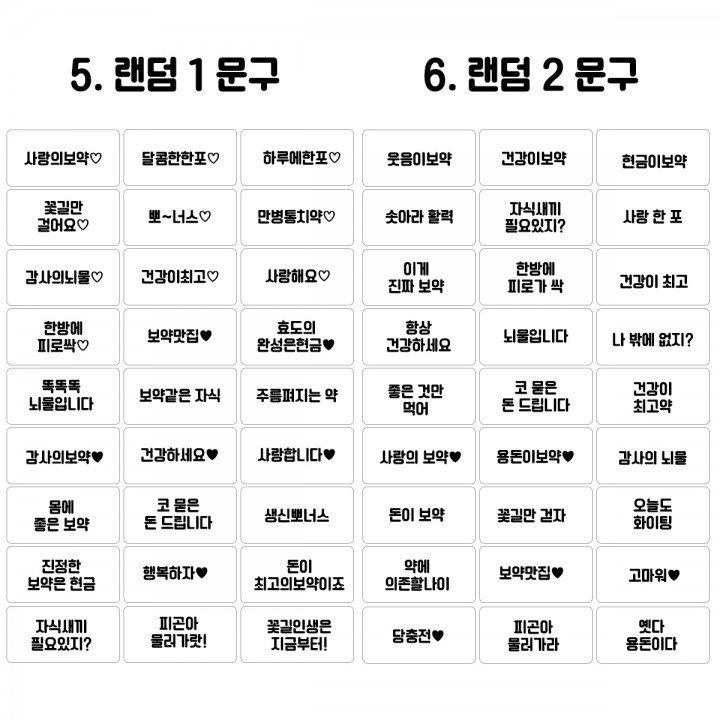 5. 랜덤 1 문구
사랑의보약♡
달콤한한포♡
하루에한포♡
꽃길만
걸어요♡
뽀~너스♡
만병통치약♡
감사의뇌물♡
건강이최고♡
사랑해요♡
한방에
피로싹♡
보약맛집♥
효도의
완성은현금♥
똑똑똑
뇌물입니다
보약같은 자식
주름펴지는 약
감사의보약♥
건강하세요♥
사랑합니다♥
몸에
좋은 보약
코 묻은
돈 드립니다
생신뽀너스
진정한
보약은 현금
행복하자♥
돈이
최고의보약이죠
자식새끼
필요있지?
피곤아
물러가랏!
꽃길인생은
지금부터!
6. 랜덤 2 문구
웃음이보약
건강이보약
현금이보약
솟아라 활력
자식새끼
필요있지?
사랑 한 포
이게
진짜 보약
한방에
피로가 싹
건강이 최고
항상
건강하세요
뇌물입니다
나 밖에 없지?
좋은 것만
먹어
코 묻은
돈 드립니다
건강이
최고약
사랑의 보약♥
용돈이보약♥
감사의 뇌물
돈이 보약
꽃길만 걷자
오늘도
화이팅
약에
의존할나이
보약맛집♥
고마워♥
당충전♥
피곤아
물러가라
옛다
용돈이다